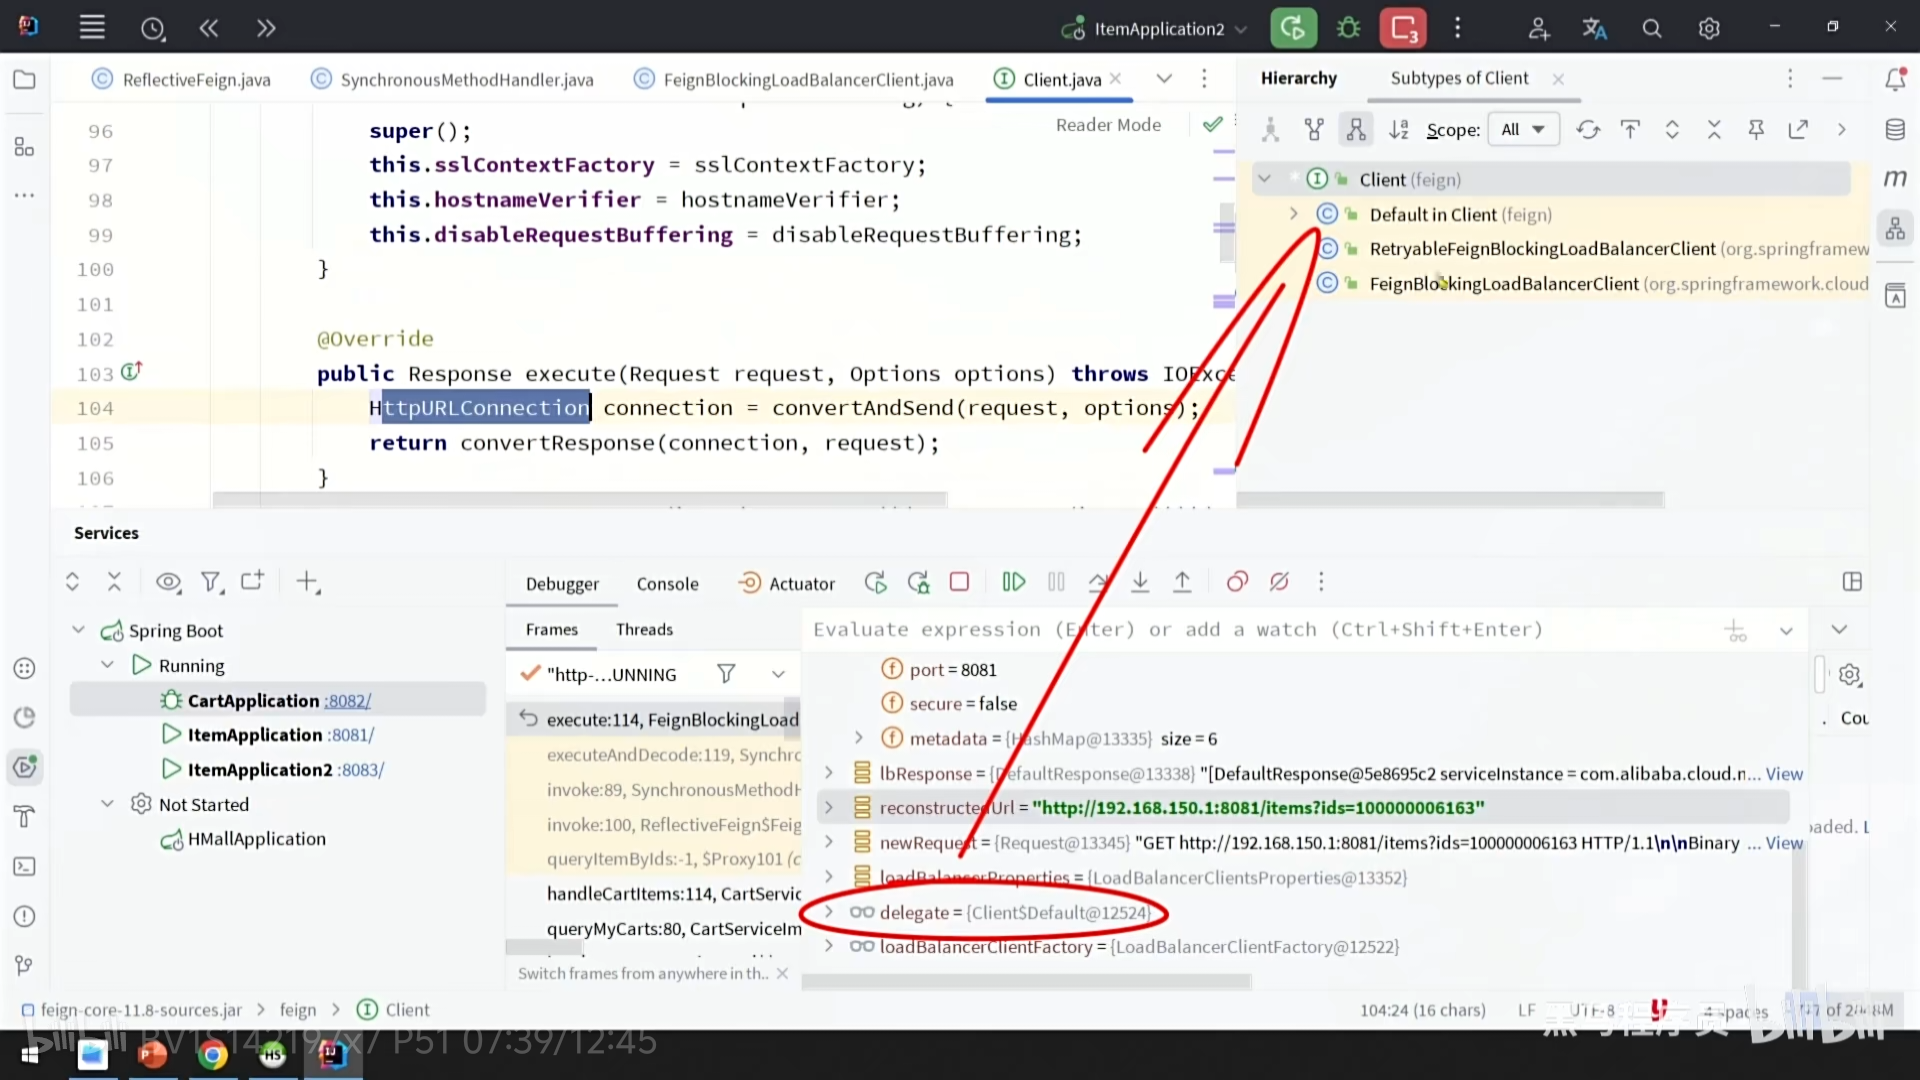 ItemApplication2
3
ReflectiveFeign.java
SynchronousMethodHandler.java
FeignBlockingLoadBalancerClient.java
Client.java
Hierarchy
Subtypes of Client
Reader Mode
Scope:
All
96 super();
97 this.sslContextFactory = sslContextFactory;
98 this.hostnameVerifier = hostnameVerifier;
99 this.disableRequestBuffering = disableRequestBuffering;
100 }
101
102 @Override
103 public Response execute(Request request, Options options) throws IOExce
104 HttpURLConnection connection = convertAndSend(request, options);
105 return convertResponse(connection, request);
106 }
Client (feign)
Default in Client (feign)
RetryableFeignBlockingLoadBalancerClient (org.springframew
FeignBlockingLoadBalancerClient (org.springframework.cloud
Services
Debugger
Console
Actuator
Spring Boot
Running
CartApplication :8082/
ItemApplication :8081/
ItemApplication2 :8083/
Not Started
HMallApplication
Frames
Threads
"http-...UNNING
execute:114, FeignBlockingLoad
executeAndDecode:119, Synchro
invoke:89, SynchronousMethodH
invoke:100, ReflectiveFeign$Feig
queryItemByIds:-1, $Proxy101 (c
handleCartItems:114, CartServic
queryMyCarts:80, CartServiceIm
Switch frames from anywhere in th..
Evaluate expression (Enter) or add a watch (Ctrl+Shift+Enter)
port = 8081
secure = false
metadata = {HashMap@13335} size = 6
lbResponse = {DefaultResponse@13338} "[DefaultResponse@5e8695c2 serviceInstance = com.alibaba.cloud.n... View
reconstructedUrl = "http://192.168.150.1:8081/items?ids=100000006163"
newRequest = {Request@13345} "GET http://192.168.150.1:8081/items?ids=100000006163 HTTP/1.1\n\nBinary ... View
loadBalancerProperties = {LoadBalancerClientsProperties@13352}
delegate = {Client$Default@12524}
loadBalancerClientFactory = {LoadBalancerClientFactory@12522}
Cou
feign-core-11.8-sources.jar
feign
Client
104:24 (16 chars)
LF
UTF-8
4 spaces
黑马程序员
bilibili
P51 07:39/12:45